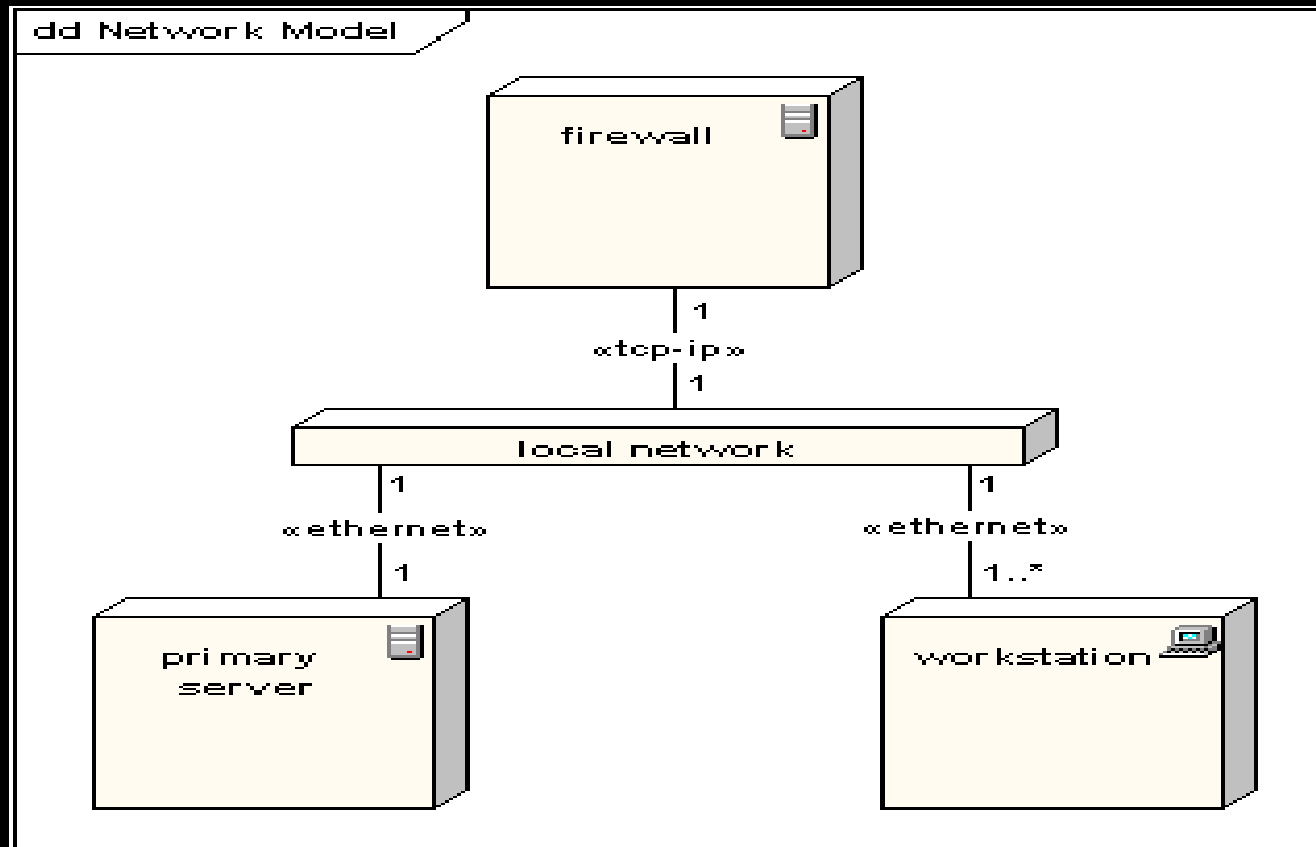 dd Network Model
firewall
1
«tcp-ip»
1
local network
1
1
«ethernet»
«ethernet»
1
1..*
primary
server
workstation